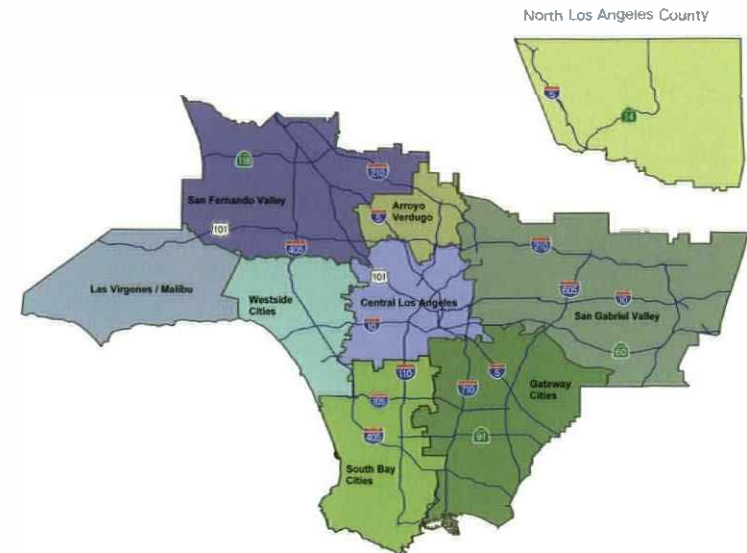 North Los Angeles County
5
14
118
210
San Fernando Valley
Arroyo
Verdugo
5
101
405
210
101
Las Virgenes / Malibu
Westside
Cities
Central Los Angeles
605
10
San Gabriel Valley
10
60
110
5
710
Gateway
Cities
105
405
91
South Bay
Cities